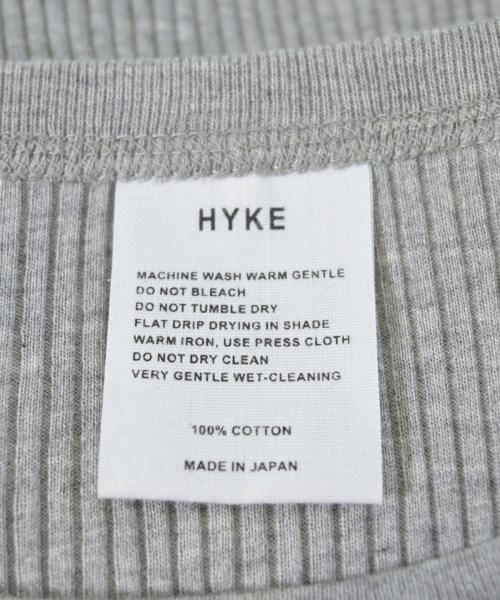 HYKE
MACHINE WASH WARM GENTLE
DO NOT BLEACH
DO NOT TUMBLE DRY
FLAT DRIP DRYING IN SHADE
WARM IRON, USE PRESS CLOTH
DO NOT DRY CLEAN
VERY GENTLE WET-CLEANING
100% COTTON
MADE IN JAPAN